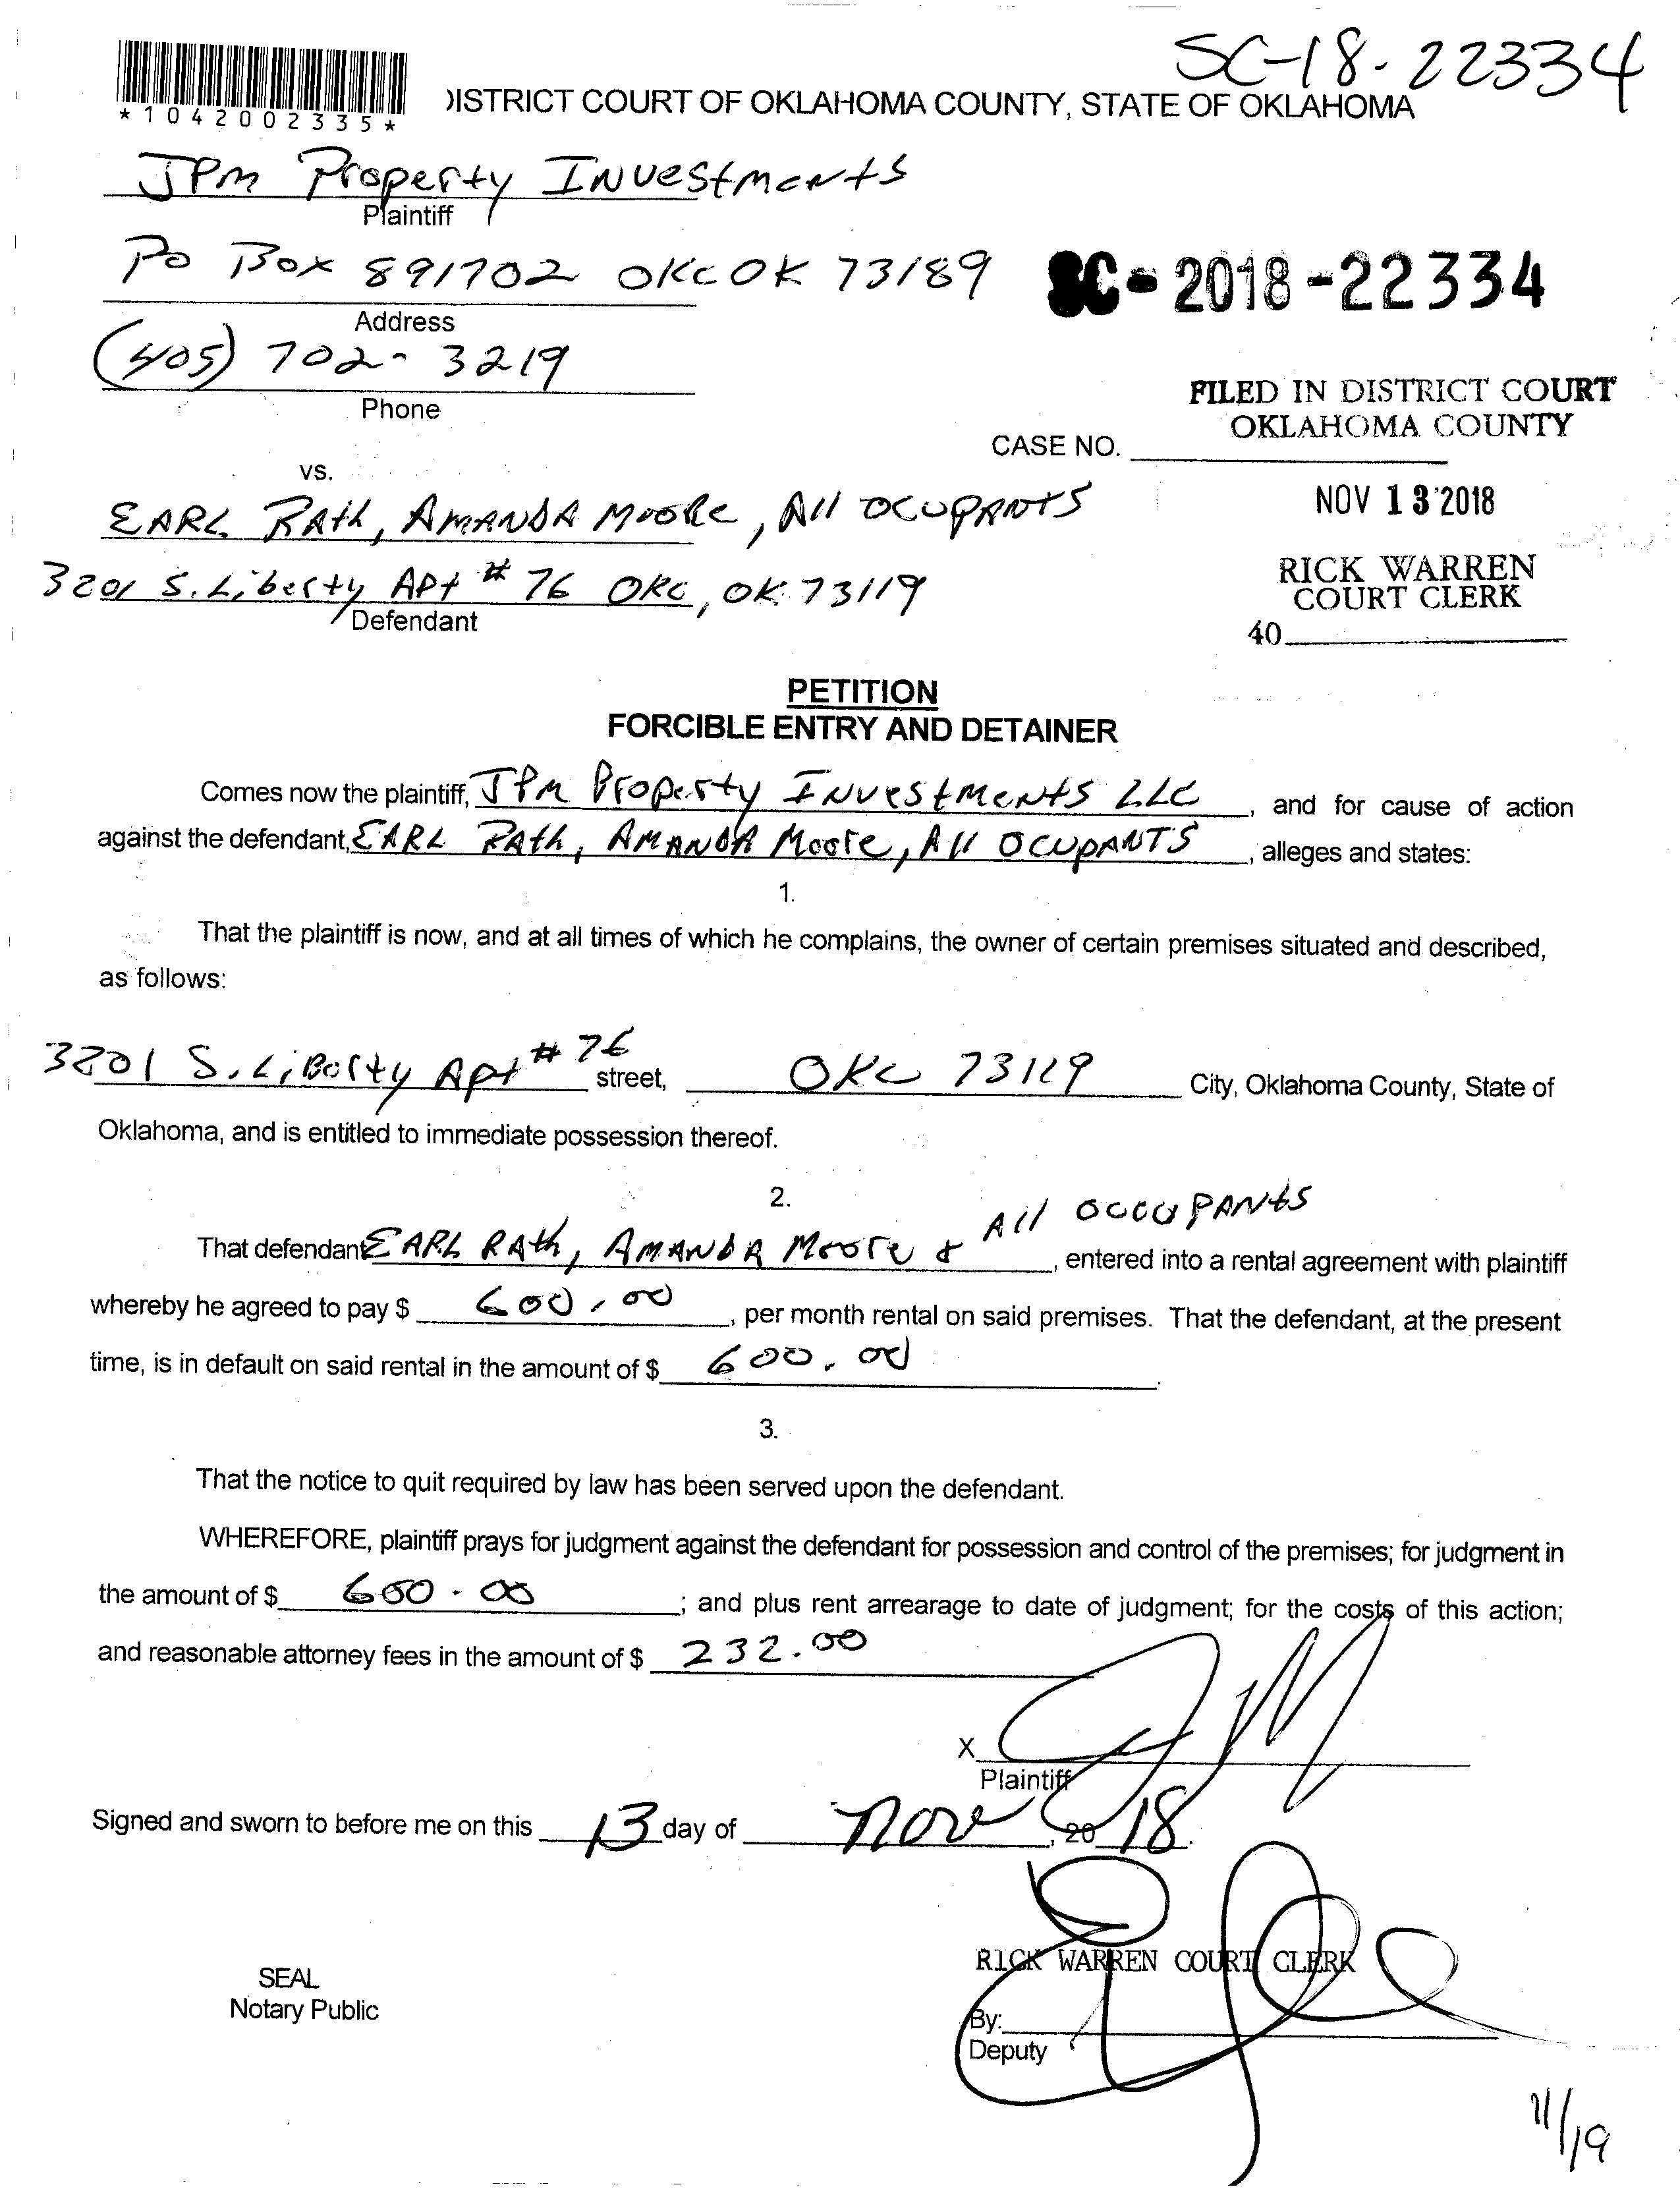 SC-18-22334
*1042002335*
DISTRICT COURT OF OKLAHOMA COUNTY, STATE OF OKLAHOMA
JPM Property Investments
Plaintiff
PO Box 891702 OKC OK 73189
SC-2018-22334
Address
(405) 702-3219
Phone
FILED IN DISTRICT COURT
OKLAHOMA COUNTY
CASE NO.
vs.
NOV 13 2018
EARL RAth, AMANDA MooRe, All OCUPANTS
RICK WARREN
COURT CLERK
3201 S. Liberty APt # 76 OKC, OK 73119
Defendant
40
PETITION
FORCIBLE ENTRY AND DETAINER
Comes now the plaintiff, JPM Property Investments LLC, and for cause of action
against the defendant, EARL RAth, AMANDA Moore, All OCUPANTS, alleges and states:
1.
That the plaintiff is now, and at all times of which he complains, the owner of certain premises situated and described,
as follows:
3201 S. Liberty Apt # 76 street, OKC 73119 City, Oklahoma County, State of
Oklahoma, and is entitled to immediate possession thereof.
2.
That defendant EARL RAth, AMANDA Moore & All OCCUPANts, entered into a rental agreement with plaintiff
whereby he agreed to pay $ 600.00, per month rental on said premises. That the defendant, at the present
time, is in default on said rental in the amount of $ 600.00.
3.
That the notice to quit required by law has been served upon the defendant.
WHEREFORE, plaintiff prays for judgment against the defendant for possession and control of the premises; for judgment in
the amount of $ 600.00; and plus rent arrearage to date of judgment; for the costs of this action;
and reasonable attorney fees in the amount of $ 232.00
X
Plaintiff
Signed and sworn to before me on this 13 day of Nov, 20 18.
RICK WARREN COURT CLERK
SEAL
Notary Public
By:
Deputy
11/19